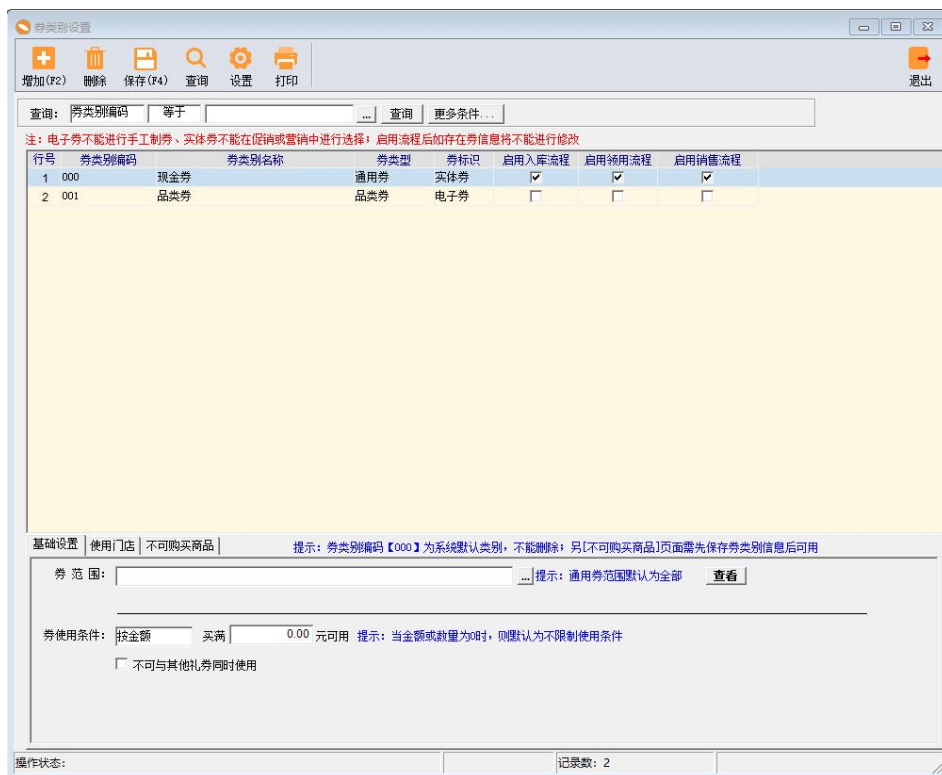 券类别设置
增加(F2) 删除 保存(F4) 查询 设置 打印 退出
查询: 券类别编码 等于 ... 查询 更多条件...
注: 电子券不能进行手工制券、实体券不能在促销或营销中进行选择; 启用流程后如存在券信息将不能进行修改
行号 券类别编码 券类别名称 券类型 券标识 启用入库流程 启用领用流程 启用销售流程
1 000 现金券 通用券 实体券
2 001 品类券 品类券 电子券
基础设置 使用门店 不可购买商品 提示: 券类别编码【000】为系统默认类别, 不能删除; 另[不可购买商品]页面需先保存券类别信息后可用
券 范 围: ... 提示: 通用券范围默认为全部 查看
券使用条件: 按金额 买满 0.00 元可用 提示: 当金额或数量为0时, 则默认为不限制使用条件
不可与其他礼券同时使用
操作状态: 记录数: 2